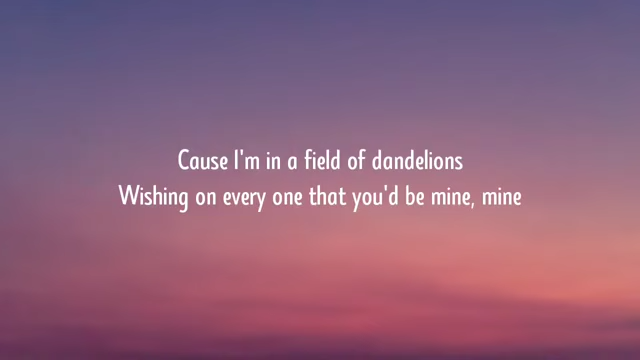 Cause I'm in a field of dandelions
Wishing on every one that you'd be mine, mine